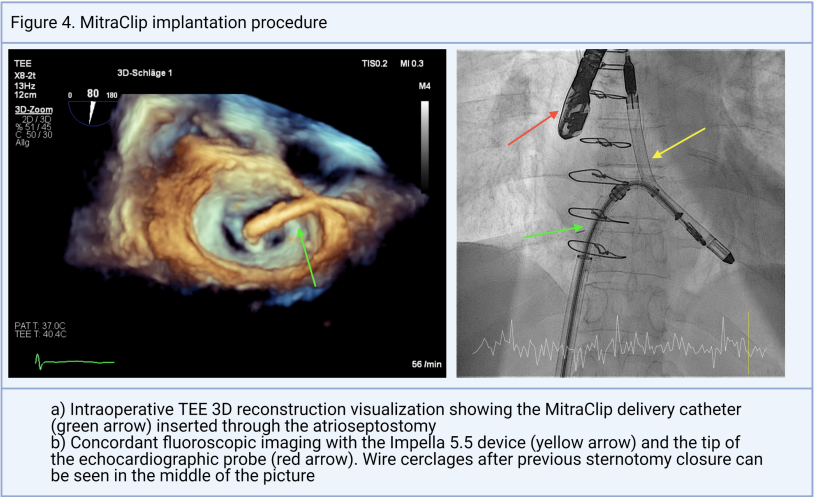 Figure 4. MitraClip implantation procedure
TEE
X8-2t
13Hz
12cm
3D-Zoom
2D / 3D
% 51 / 45
C 50 / 30
Allg
0 80 180
3D-Schläge 1
TIS0.2 MI 0.3
M4
PAT T: 37.0C
TEE T: 40.4C
56 /min
a) Intraoperative TEE 3D reconstruction visualization showing the MitraClip delivery catheter
(green arrow) inserted through the atrioseptostomy
b) Concordant fluoroscopic imaging with the Impella 5.5 device (yellow arrow) and the tip of
the echocardiographic probe (red arrow). Wire cerclages after previous sternotomy closure can
be seen in the middle of the picture